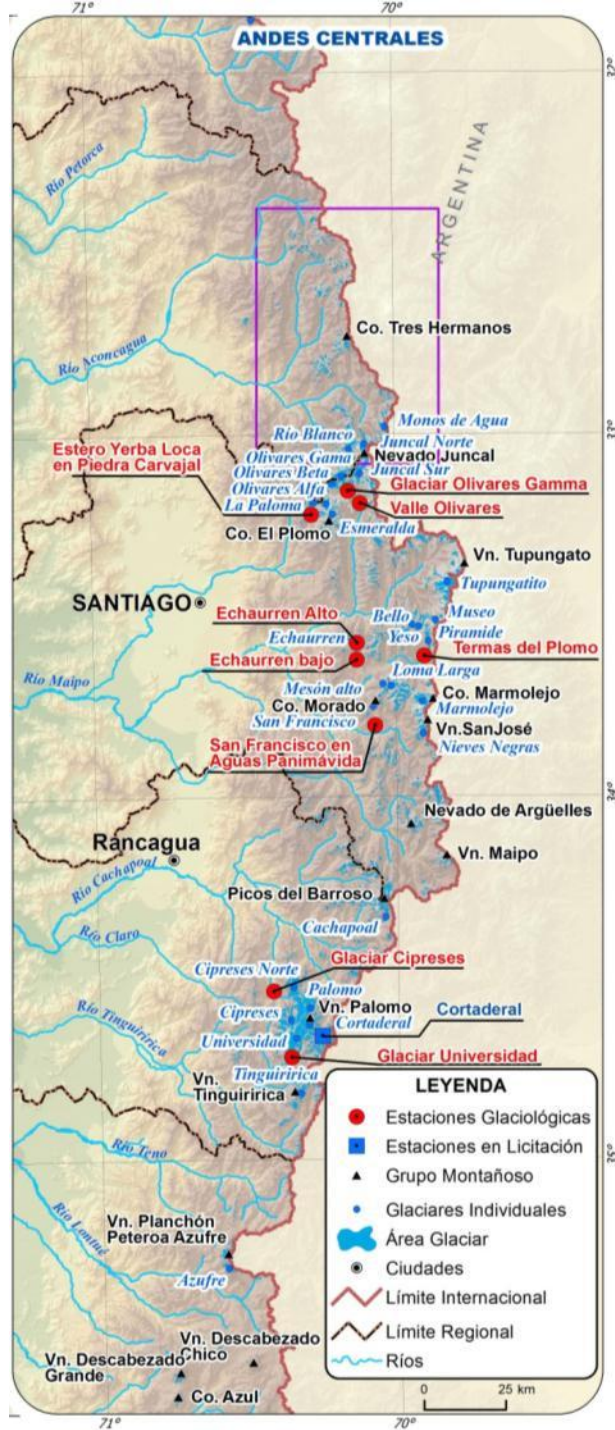 71°
70°
ANDES CENTRALES
32°
Río Petorca
ARGENTINA
Co. Tres Hermanos
Río Aconcagua
Monos de Agua
33°
Río Blanco
Juncal Norte
Estero Yerba Loca
en Piedra Carvajal
Olivares Gama
Nevado Juncal
Olivares Beta
Juncal Sur
Olivares Alfa
Glaciar Olivares Gamma
La Paloma
Valle Olivares
Esmeralda
Co. El Plomo
Vn. Tupungato
Tupungatito
SANTIAGO
Echaurren Alto
Bello
Museo
Echaurren
Yeso
Piramide
Termas del Plomo
Echaurren bajo
Loma Larga
Río Maipo
Mesón alto
Co. Marmolejo
Co. Morado
Marmolejo
San Francisco
Vn.SanJosé
San Francisco en
Aguas Panimávida
Nieves Negras
34°
Nevado de Argüelles
Rancagua
Vn. Maipo
Río Cachapoal
Picos del Barroso
Cachapoal
Río Claro
Glaciar Cipreses
Cipreses Norte
Palomo
Vn. Palomo
Cipreses
Cortaderal
Cortaderal
Río Tinguiririca
Universidad
Glaciar Universidad
Tinguiririca
Vn.
Tinguiririca
LEYENDA
Estaciones Glaciológicas
Estaciones en Licitación
Grupo Montañoso
Glaciares Individuales
Área Glaciar
Ciudades
Límite Internacional
Límite Regional
Ríos
35°
Río Teno
Río Lontué
Vn. Planchón
Peteroa Azufre
Azufre
Vn. Descabezado
Chico
Vn. Descabezado
Grande
Co. Azul
0 25 km
71°
70°